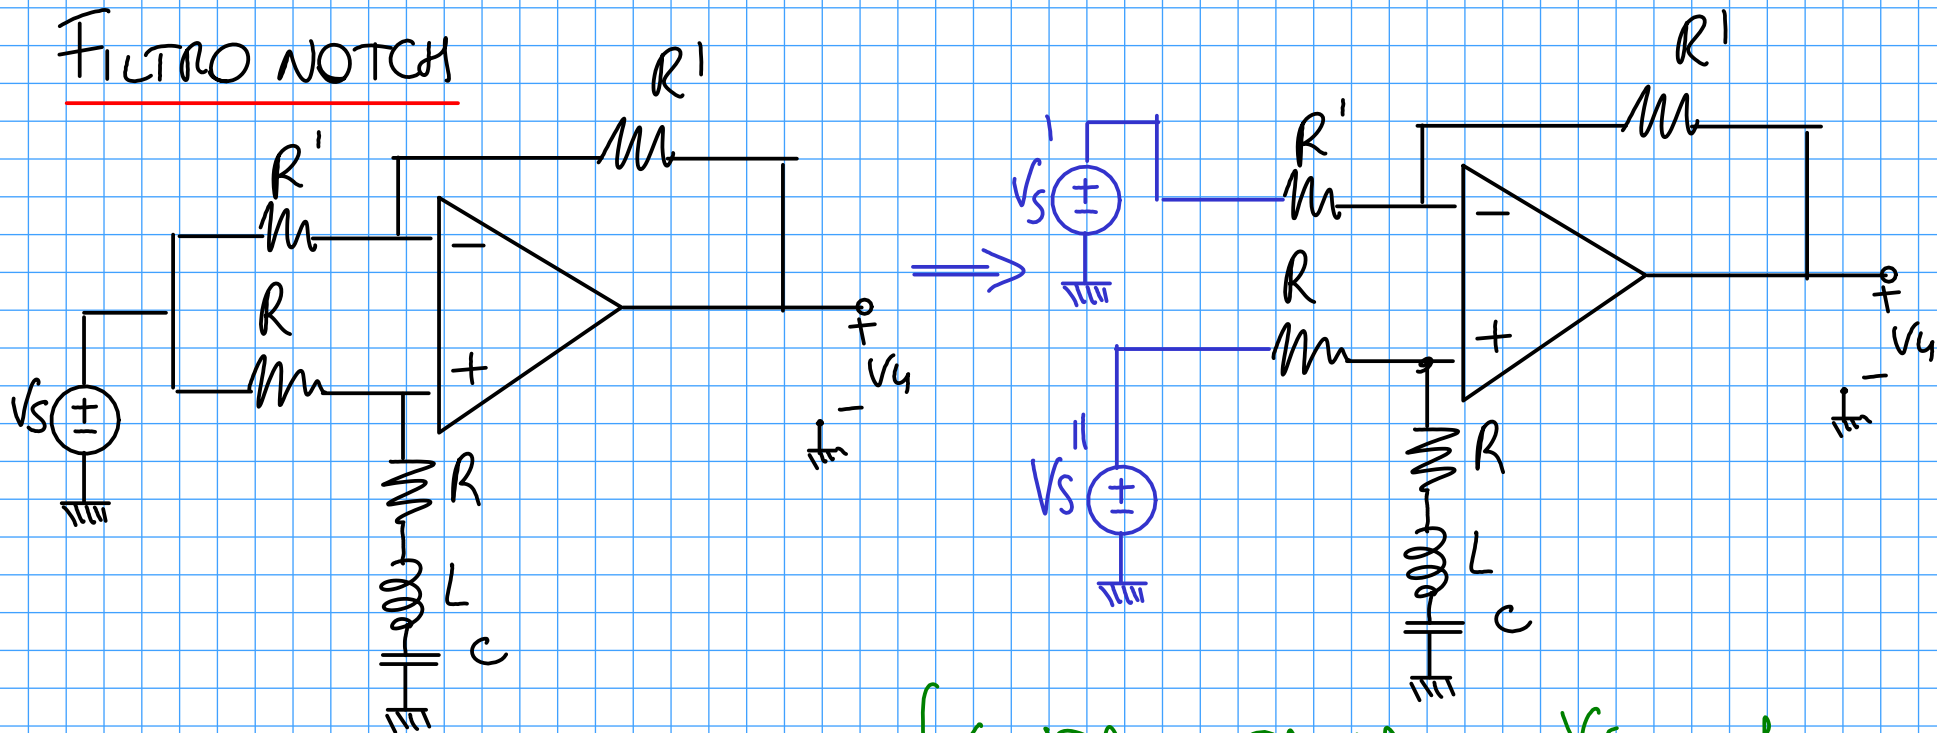 FILTRO NOTCH
R'
R'
R
Vs
+
-
-
+
+
Vu
-
R
L
C
⇒
R'
R'
Vs'
+
-
R
Vs''
+
-
-
+
+
Vu
-
R
L
C